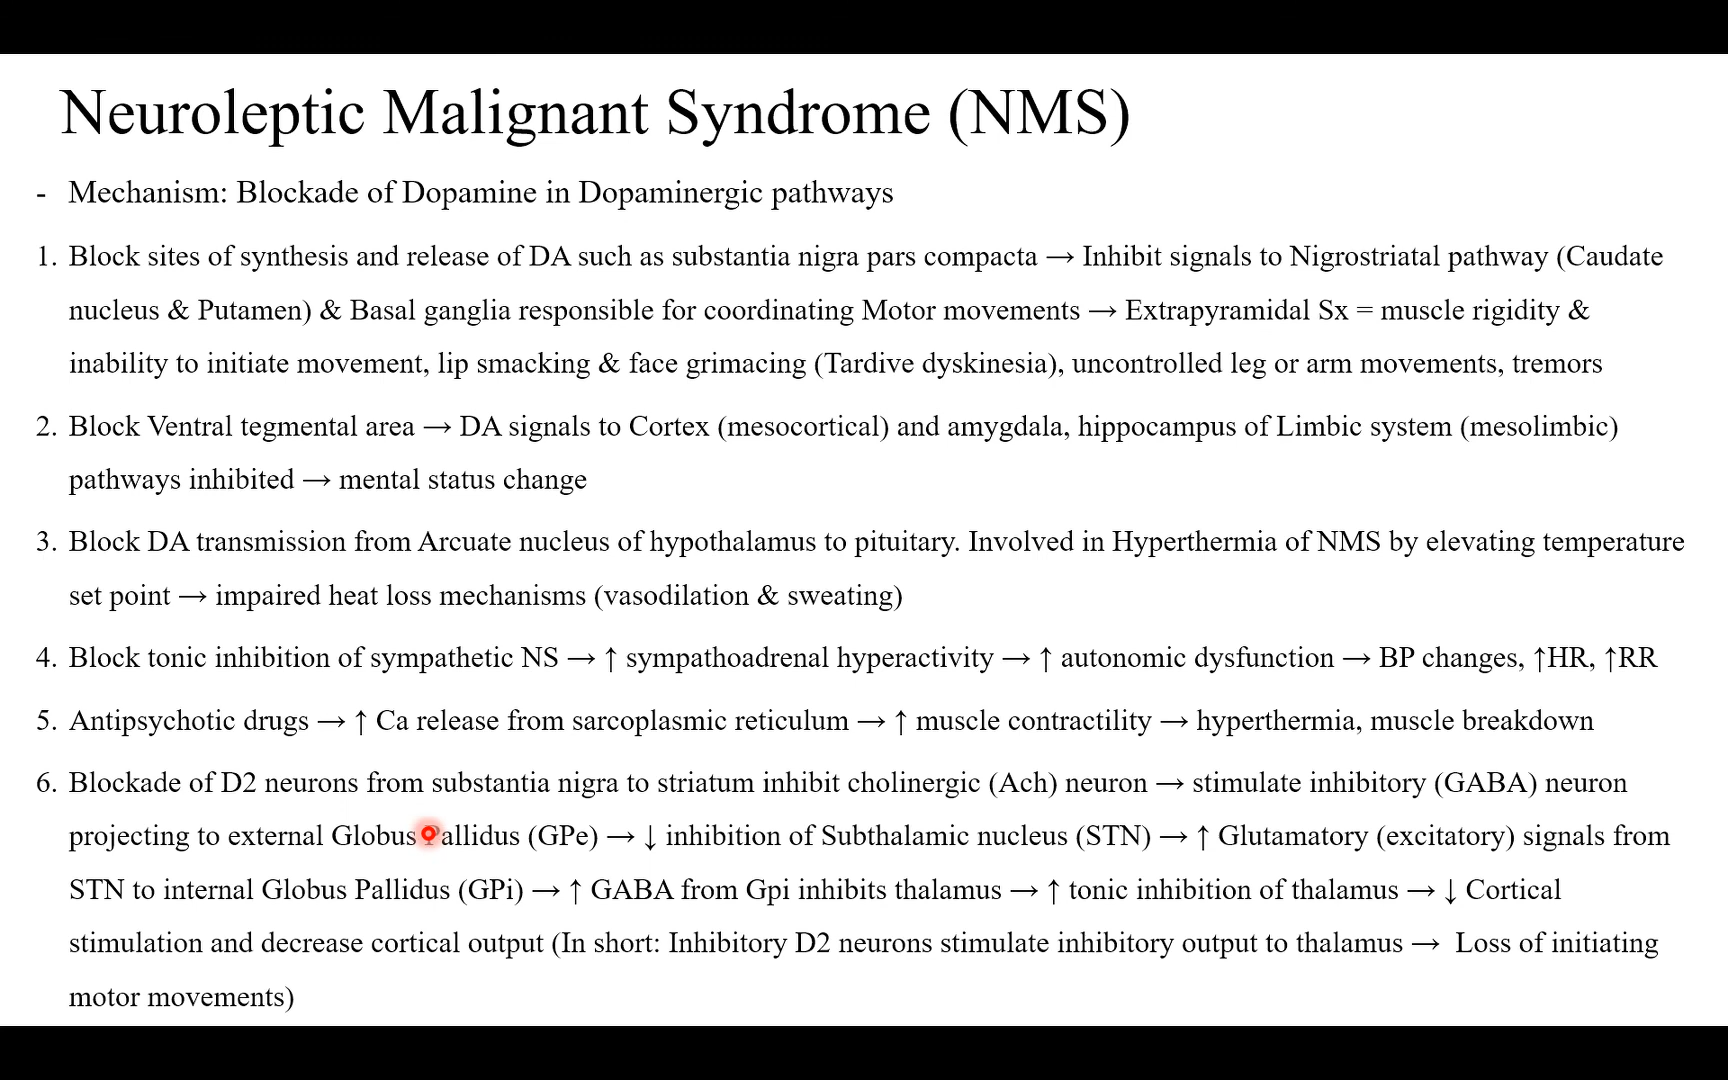 Neuroleptic Malignant Syndrome (NMS)
- Mechanism: Blockade of Dopamine in Dopaminergic pathways
1. Block sites of synthesis and release of DA such as substantia nigra pars compacta → Inhibit signals to Nigrostriatal pathway (Caudate
nucleus & Putamen) & Basal ganglia responsible for coordinating Motor movements → Extrapyramidal Sx = muscle rigidity &
inability to initiate movement, lip smacking & face grimacing (Tardive dyskinesia), uncontrolled leg or arm movements, tremors
2. Block Ventral tegmental area → DA signals to Cortex (mesocortical) and amygdala, hippocampus of Limbic system (mesolimbic)
pathways inhibited → mental status change
3. Block DA transmission from Arcuate nucleus of hypothalamus to pituitary. Involved in Hyperthermia of NMS by elevating temperature
set point → impaired heat loss mechanisms (vasodilation & sweating)
4. Block tonic inhibition of sympathetic NS → ↑ sympathoadrenal hyperactivity → ↑ autonomic dysfunction → BP changes, ↑HR, ↑RR
5. Antipsychotic drugs → ↑ Ca release from sarcoplasmic reticulum → ↑ muscle contractility → hyperthermia, muscle breakdown
6. Blockade of D2 neurons from substantia nigra to striatum inhibit cholinergic (Ach) neuron → stimulate inhibitory (GABA) neuron
projecting to external Globus Pallidus (GPe) → ↓ inhibition of Subthalamic nucleus (STN) → ↑ Glutamatory (excitatory) signals from
STN to internal Globus Pallidus (GPi) → ↑ GABA from Gpi inhibits thalamus → ↑ tonic inhibition of thalamus → ↓ Cortical
stimulation and decrease cortical output (In short: Inhibitory D2 neurons stimulate inhibitory output to thalamus → Loss of initiating
motor movements)